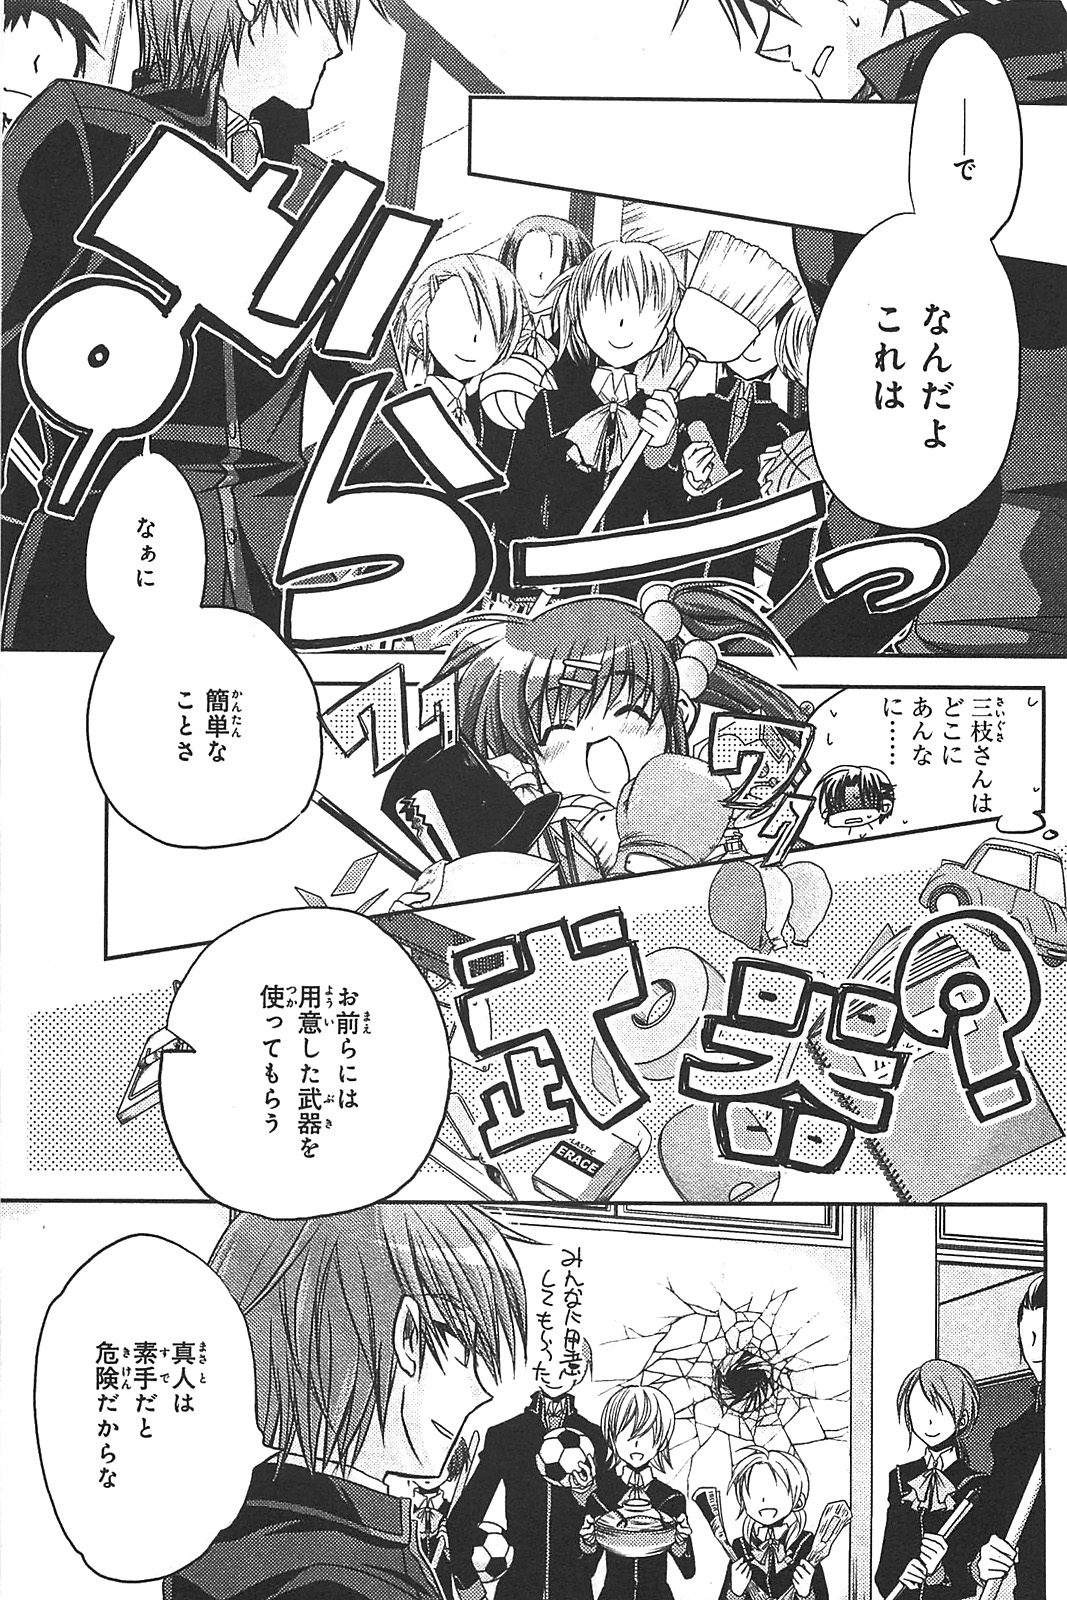 ──で
なんだよ
これは
ずらーっ
なぁに
簡単な
ことさ
三枝さんは
どこに
あんな
に……
武器?
お前らには
用意した武器を
使ってもらう
PLASTIC
ERACE
みんなに用意
してもらった
真人は
素手だと
危険だからな